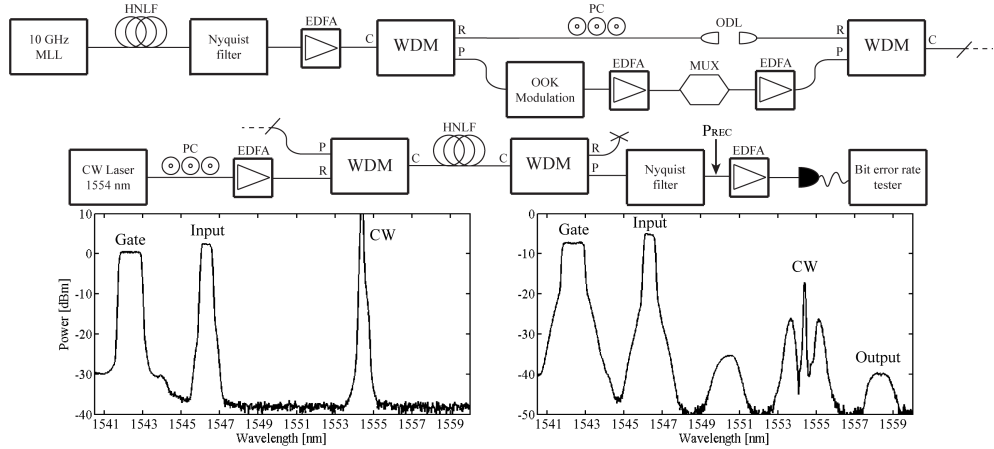 HNLF
PC
10 GHz
MLL
Nyquist
filter
EDFA
C
WDM
R
P
ODL
R
P
WDM
C
OOK
Modulation
EDFA
MUX
EDFA
CW Laser
1554 nm
PC
EDFA
P
R
WDM
C
HNLF
C
WDM
R
P
Nyquist
filter
PREC
EDFA
Bit error rate
tester
Power [dBm]
10
0
-10
-20
-30
-40
Gate
Input
CW
1541 1543 1545 1547 1549 1551 1553 1555 1557 1559
Wavelength [nm]
0
-10
-20
-30
-40
-50
Gate
Input
CW
Output
1541 1543 1545 1547 1549 1551 1553 1555 1557 1559
Wavelength [nm]